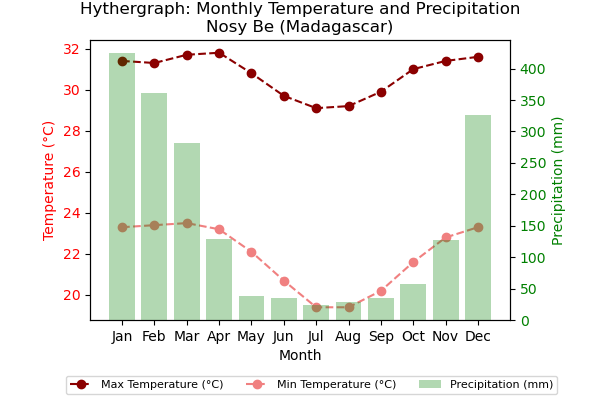 Hythergraph: Monthly Temperature and Precipitation
Nosy Be (Madagascar)
Temperature (°C)
32
30
28
26
24
22
20
Precipitation (mm)
400
350
300
250
200
150
100
50
0
Jan Feb Mar Apr May Jun Jul Aug Sep Oct Nov Dec
Month
Max Temperature (°C) Min Temperature (°C) Precipitation (mm)